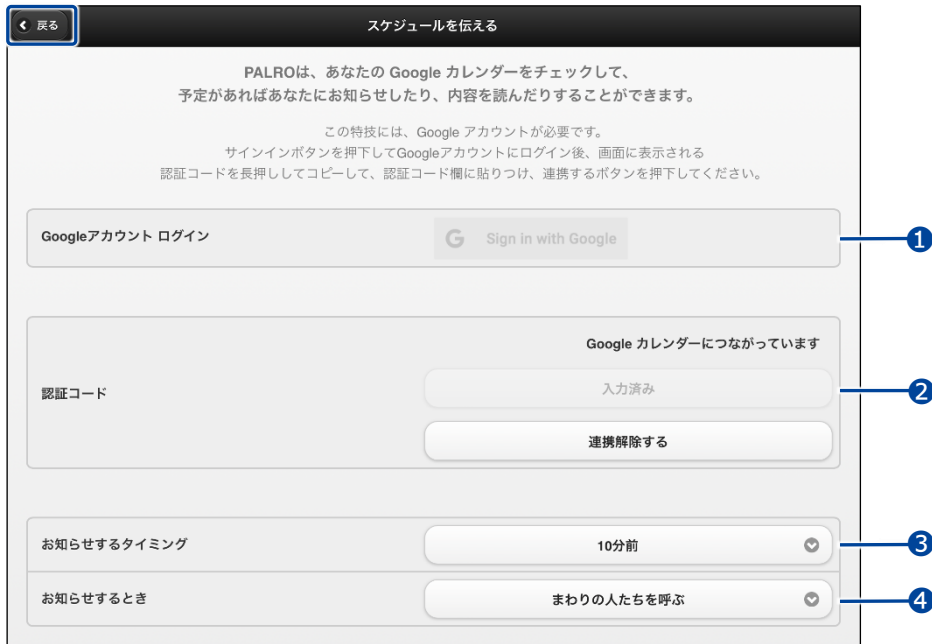 戻る
スケジュールを伝える
PALROは、あなたの Google カレンダーをチェックして、
予定があればあなたにお知らせしたり、内容を読んだりすることができます。
この特技には、Google アカウントが必要です。
サインインボタンを押下してGoogleアカウントにログイン後、画面に表示される
認証コードを長押ししてコピーして、認証コード欄に貼りつけ、連携するボタンを押下してください。
Googleアカウント ログイン
G Sign in with Google
1
Google カレンダーにつながっています
認証コード
入力済み
2
連携解除する
お知らせするタイミング
10分前
3
お知らせするとき
まわりの人たちを呼ぶ
4